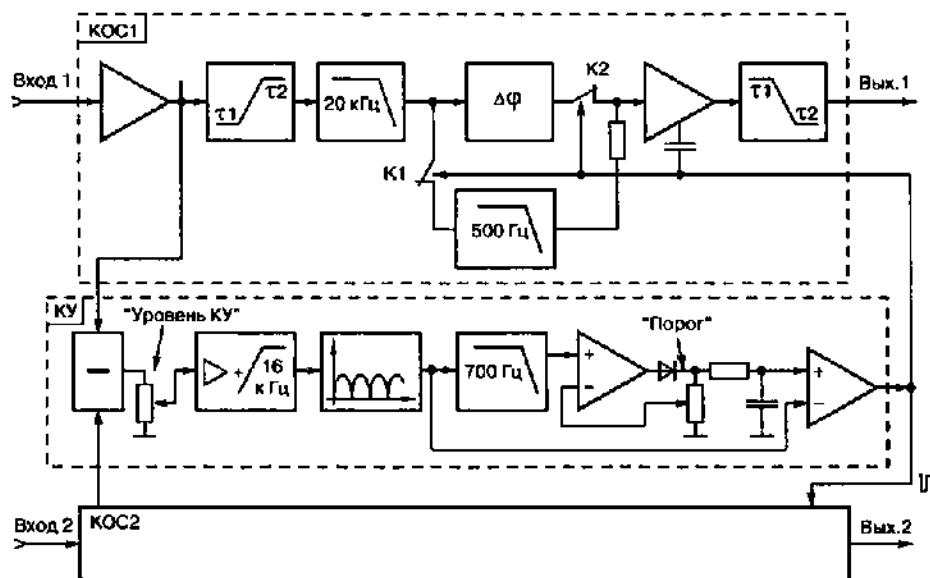 КОС1
Вход 1
τ1 τ2
20 кГц
Δφ
К2
τ1 τ2
Вых.1
К1
500 Гц
КУ
"Уровень КУ"
"Порог"
–
▷ + 16 кГц
700 Гц
+
–
+
–
Вход 2
КОС2
Вых.2